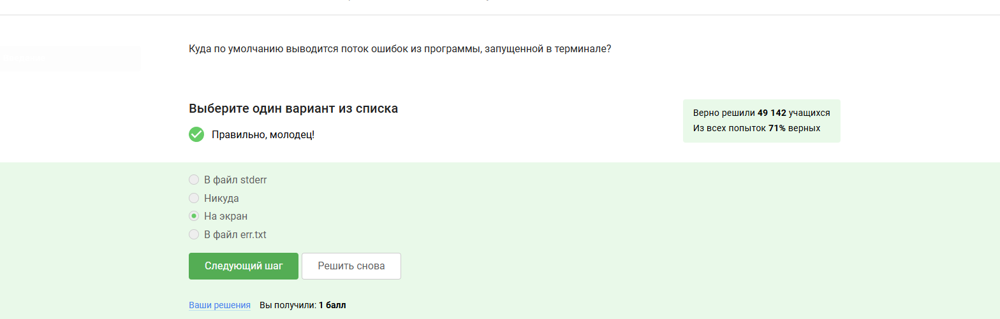 Куда по умолчанию выводится поток ошибок из программы, запущенной в терминале?
Выберите один вариант из списка
Правильно, молодец!
Верно решили 49 142 учащихся
Из всех попыток 71% верных
В файл stderr
Никуда
На экран
В файл err.txt
Следующий шаг
Решить снова
Ваши решения
Вы получили: 1 балл